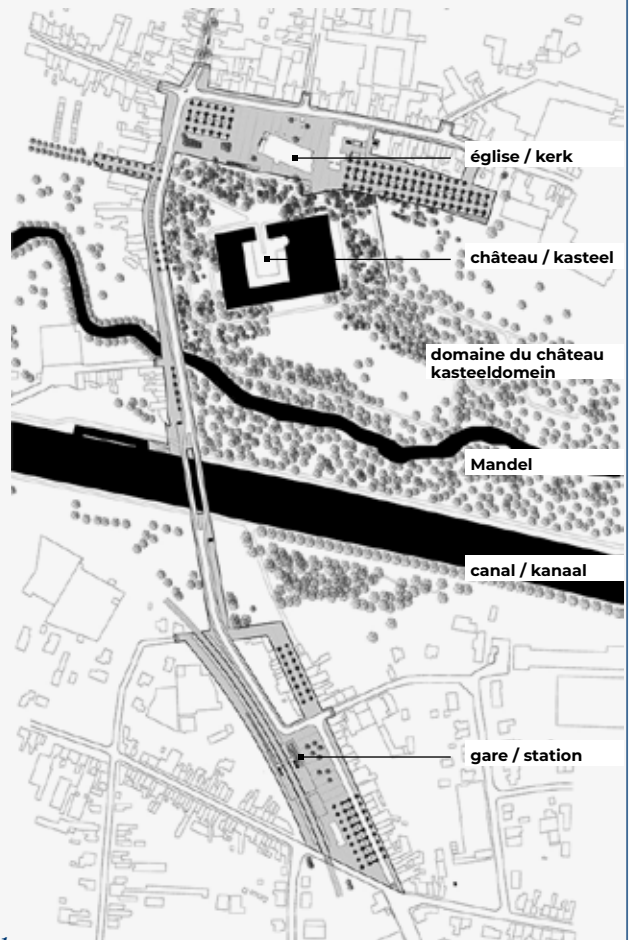 église / kerk
château / kasteel
domaine du château
kasteeldomein
Mandel
canal / kanaal
gare / station